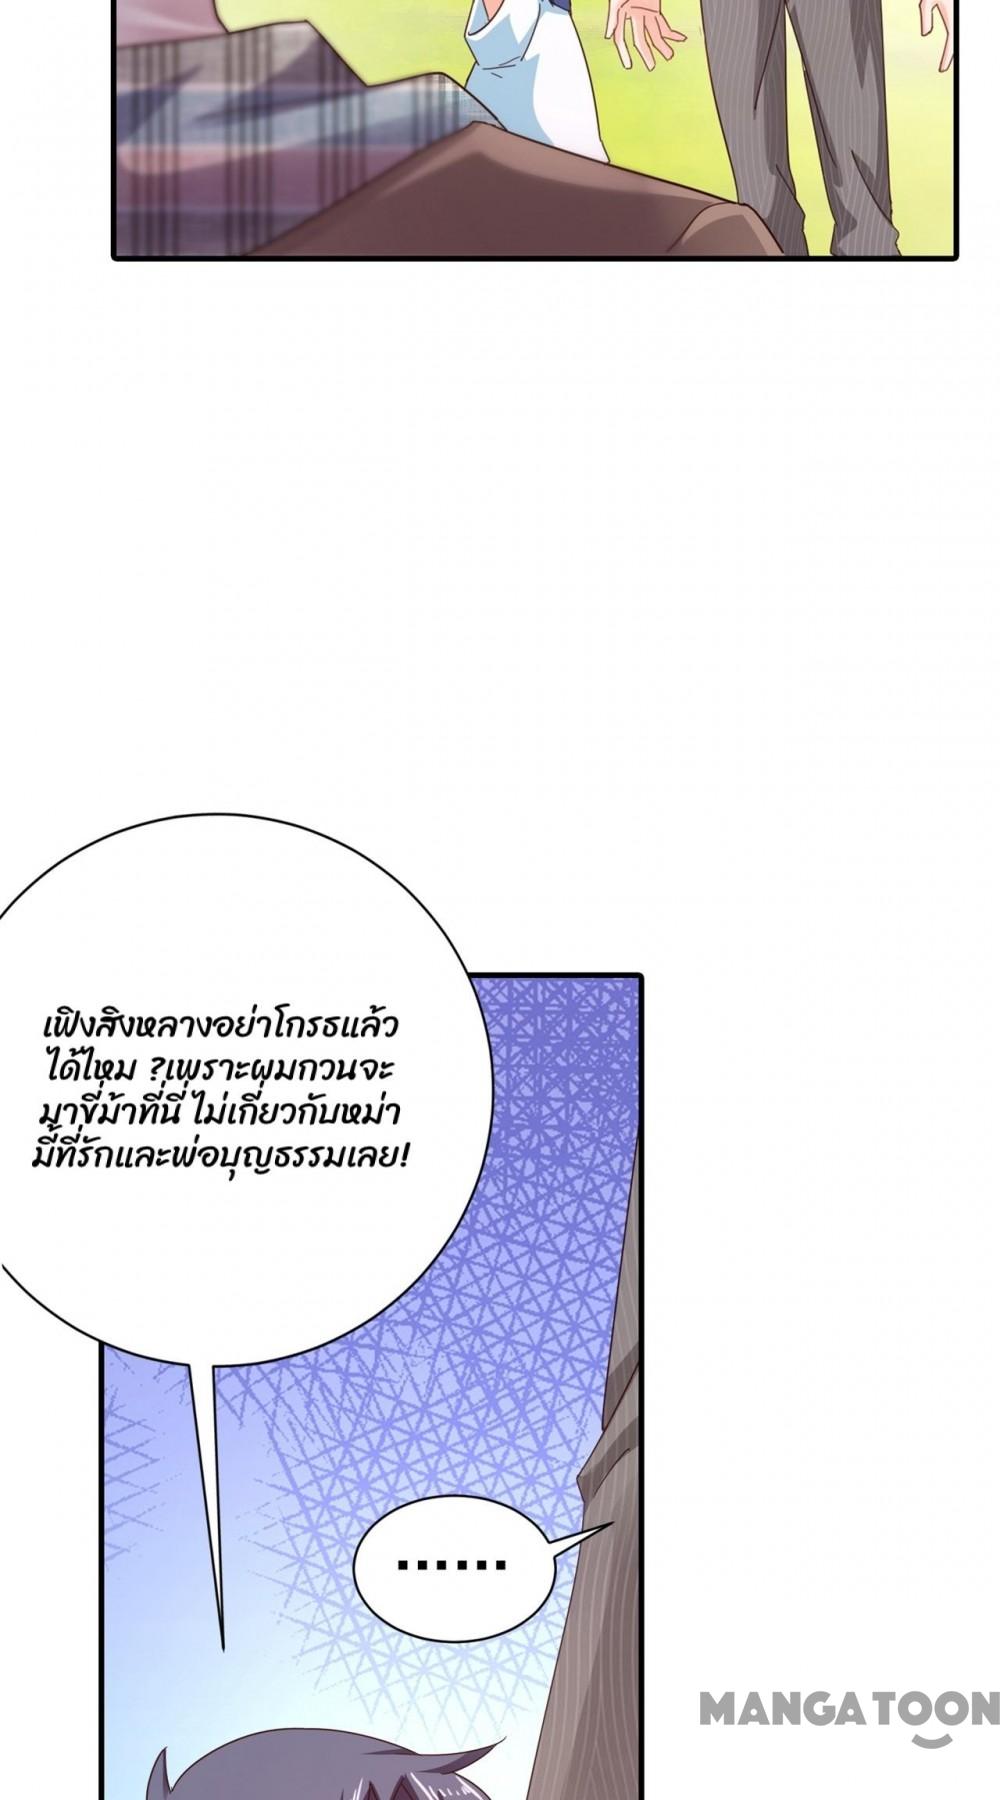 เฟิงสิงหลางอย่าโกรธแล้ว
ได้ไหม ?เพราะผมกวนจะ
มาขี่ม้าที่นี่ ไม่เกี่ยวกับหม่า
มี้ที่รักและพ่อบุญธรรมเลย!
......
MANGATOON